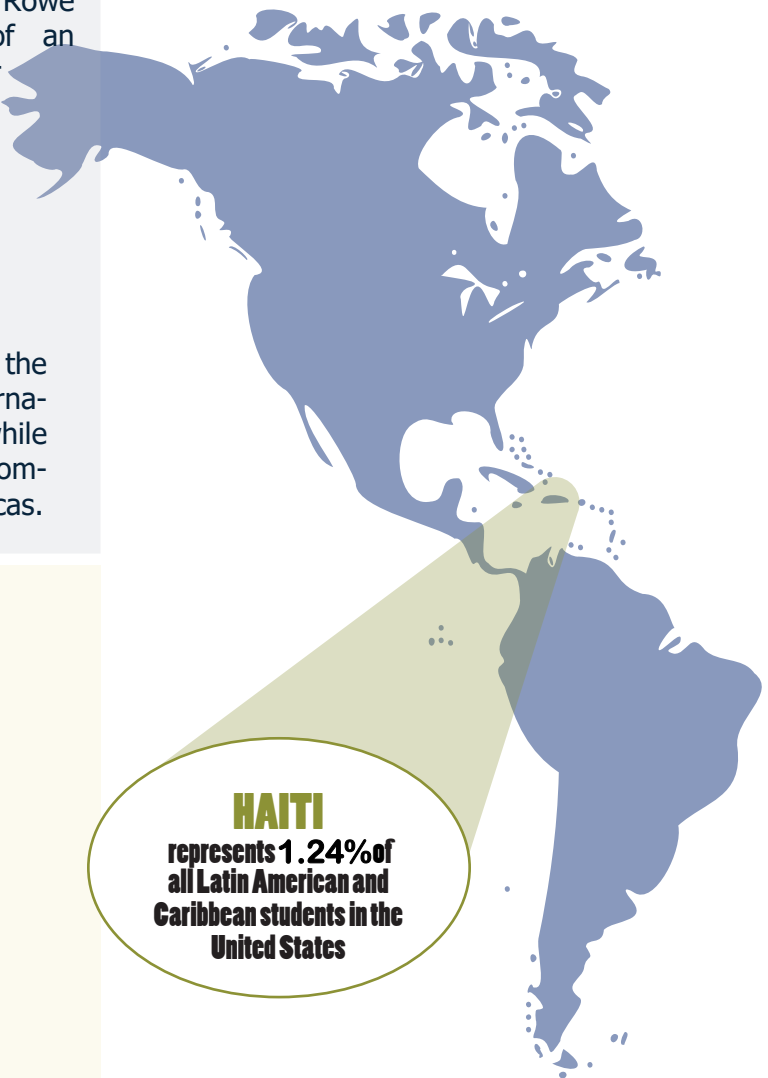 Rowe
of an
the
erna-
while
om-
cas.
HAITI
represents 1.24% of
all Latin American and
Caribbean students in the
United States